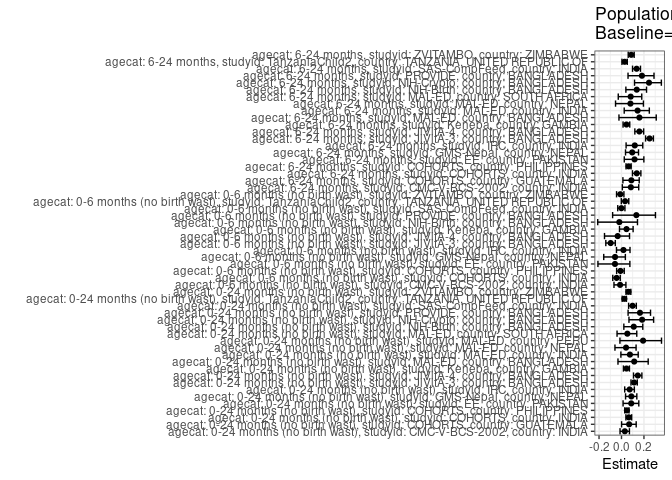 Population
Baseline=
agecat: 6-24 months, studyid: ZVITAMBO, country: ZIMBABWE
agecat: 6-24 months, studyid: TanzaniaChild2, country: TANZANIA, UNITED REPUBLIC OF
agecat: 6-24 months, studyid: SAS-CompFeed, country: INDIA
agecat: 6-24 months, studyid: PROVIDE, country: BANGLADESH
agecat: 6-24 months, studyid: NIH-Crypto, country: BANGLADESH
agecat: 6-24 months, studyid: NIH-Birth, country: BANGLADESH
agecat: 6-24 months, studyid: MAL-ED, country: SOUTH AFRICA
agecat: 6-24 months, studyid: MAL-ED, country: NEPAL
agecat: 6-24 months, studyid: MAL-ED, country: INDIA
agecat: 6-24 months, studyid: MAL-ED, country: BANGLADESH
agecat: 6-24 months, studyid: Keneba, country: GAMBIA
agecat: 6-24 months, studyid: JiVitA-4, country: BANGLADESH
agecat: 6-24 months, studyid: JiVitA-3, country: BANGLADESH
agecat: 6-24 months, studyid: IRC, country: INDIA
agecat: 6-24 months, studyid: GMS-Nepal, country: NEPAL
agecat: 6-24 months, studyid: EE, country: PAKISTAN
agecat: 6-24 months, studyid: COHORTS, country: PHILIPPINES
agecat: 6-24 months, studyid: COHORTS, country: INDIA
agecat: 6-24 months, studyid: COHORTS, country: GUATEMALA
agecat: 6-24 months, studyid: CMC-V-BCS-2002, country: INDIA
agecat: 0-6 months (no birth wast), studyid: ZVITAMBO, country: ZIMBABWE
agecat: 0-6 months (no birth wast), studyid: TanzaniaChild2, country: TANZANIA, UNITED REPUBLIC OF
agecat: 0-6 months (no birth wast), studyid: SAS-CompFeed, country: INDIA
agecat: 0-6 months (no birth wast), studyid: PROVIDE, country: BANGLADESH
agecat: 0-6 months (no birth wast), studyid: NIH-Birth, country: BANGLADESH
agecat: 0-6 months (no birth wast), studyid: Keneba, country: GAMBIA
agecat: 0-6 months (no birth wast), studyid: JiVitA-4, country: BANGLADESH
agecat: 0-6 months (no birth wast), studyid: JiVitA-3, country: BANGLADESH
agecat: 0-6 months (no birth wast), studyid: IRC, country: INDIA
agecat: 0-6 months (no birth wast), studyid: GMS-Nepal, country: NEPAL
agecat: 0-6 months (no birth wast), studyid: EE, country: PAKISTAN
agecat: 0-6 months (no birth wast), studyid: COHORTS, country: PHILIPPINES
agecat: 0-6 months (no birth wast), studyid: COHORTS, country: INDIA
agecat: 0-6 months (no birth wast), studyid: CMC-V-BCS-2002, country: INDIA
agecat: 0-24 months (no birth wast), studyid: ZVITAMBO, country: ZIMBABWE
agecat: 0-24 months (no birth wast), studyid: TanzaniaChild2, country: TANZANIA, UNITED REPUBLIC OF
agecat: 0-24 months (no birth wast), studyid: SAS-CompFeed, country: INDIA
agecat: 0-24 months (no birth wast), studyid: PROVIDE, country: BANGLADESH
agecat: 0-24 months (no birth wast), studyid: NIH-Crypto, country: BANGLADESH
agecat: 0-24 months (no birth wast), studyid: NIH-Birth, country: BANGLADESH
agecat: 0-24 months (no birth wast), studyid: MAL-ED, country: SOUTH AFRICA
agecat: 0-24 months (no birth wast), studyid: MAL-ED, country: PERU
agecat: 0-24 months (no birth wast), studyid: MAL-ED, country: NEPAL
agecat: 0-24 months (no birth wast), studyid: MAL-ED, country: INDIA
agecat: 0-24 months (no birth wast), studyid: MAL-ED, country: BANGLADESH
agecat: 0-24 months (no birth wast), studyid: Keneba, country: GAMBIA
agecat: 0-24 months (no birth wast), studyid: JiVitA-4, country: BANGLADESH
agecat: 0-24 months (no birth wast), studyid: JiVitA-3, country: BANGLADESH
agecat: 0-24 months (no birth wast), studyid: IRC, country: INDIA
agecat: 0-24 months (no birth wast), studyid: GMS-Nepal, country: NEPAL
agecat: 0-24 months (no birth wast), studyid: EE, country: PAKISTAN
agecat: 0-24 months (no birth wast), studyid: COHORTS, country: PHILIPPINES
agecat: 0-24 months (no birth wast), studyid: COHORTS, country: INDIA
agecat: 0-24 months (no birth wast), studyid: COHORTS, country: GUATEMALA
agecat: 0-24 months (no birth wast), studyid: CMC-V-BCS-2002, country: INDIA
-0.2 0.0 0.2
Estimate